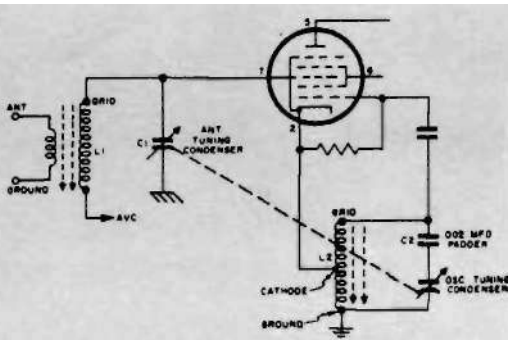 5
ANT
GRID
7
4
ANT
TUNING
CONDENSER
C1
2
L1
GROUND
AVC
GRID
C2
.002 MFD
PADDER
L2
CATHODE
OSC TUNING
CONDENSER
GROUND